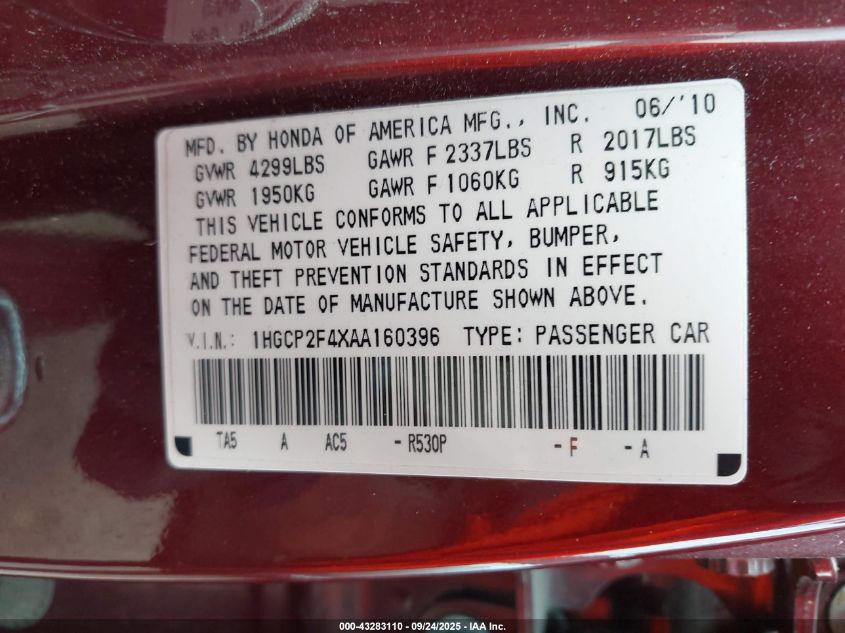 MFD. BY HONDA OF AMERICA MFG., INC. 06/'10
GVWR 4299LBS GAWR F 2337LBS R 2017LBS
GVWR 1950KG GAWR F 1060KG R 915KG
THIS VEHICLE CONFORMS TO ALL APPLICABLE
FEDERAL MOTOR VEHICLE SAFETY, BUMPER,
AND THEFT PREVENTION STANDARDS IN EFFECT
ON THE DATE OF MANUFACTURE SHOWN ABOVE.
V.I.N.: 1HGCP2F4XAA160396 TYPE: PASSENGER CAR
TA5 A AC5 - R530P - F - A
000-43283110 - 09/24/2025 - IAA Inc.